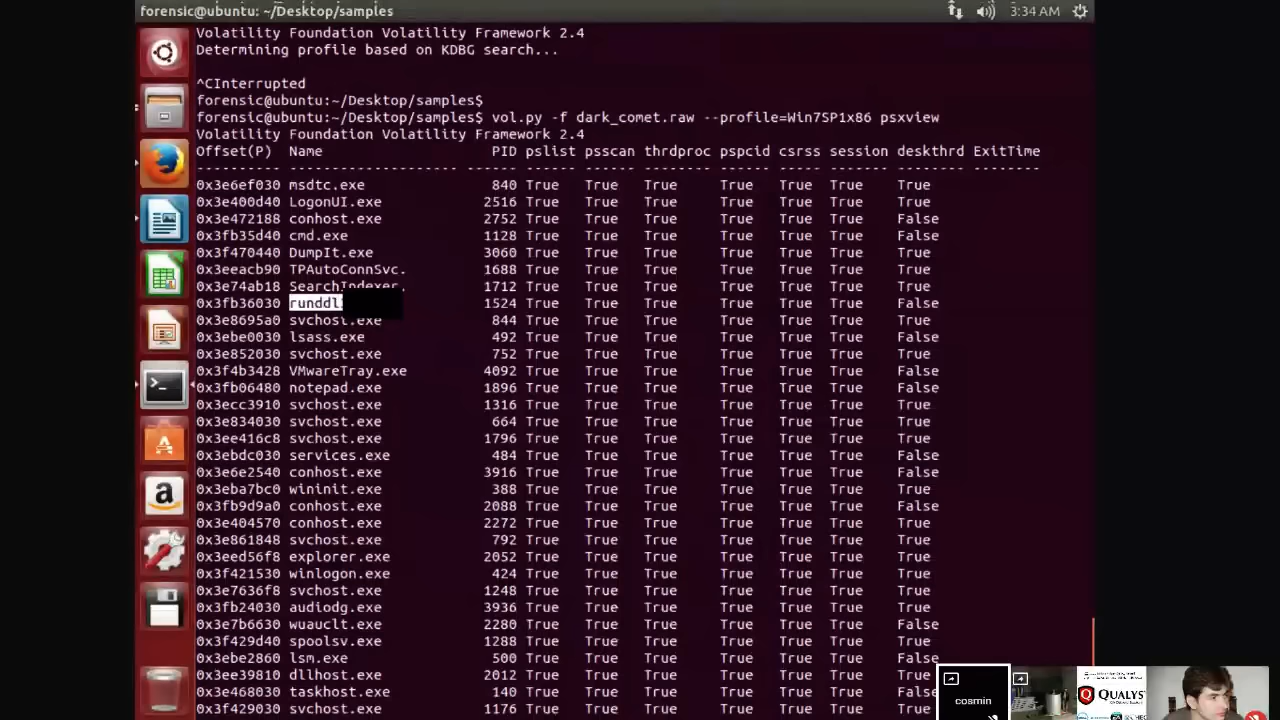 forensic@ubuntu: ~/Desktop/samples 3:34 AM
Volatility Foundation Volatility Framework 2.4
Determining profile based on KDBG search...
^CInterrupted
forensic@ubuntu:~/Desktop/samples$
forensic@ubuntu:~/Desktop/samples$ vol.py -f dark_comet.raw --profile=Win7SP1x86 psxview
Volatility Foundation Volatility Framework 2.4
Offset(P) Name PID pslist psscan thrdproc pspcid csrss session deskthrd ExitTime
0x3e6ef030 msdtc.exe 840 True True True True True True True
0x3e400d40 LogonUI.exe 2516 True True True True True True True
0x3e472188 conhost.exe 2752 True True True True True True False
0x3fb35d40 cmd.exe 1128 True True True True True True False
0x3f470440 DumpIt.exe 3060 True True True True True True False
0x3eeacb90 TPAutoConnSvc. 1688 True True True True True True True
0x3e74ab18 SearchIndexer. 1712 True True True True True True True
0x3fb36030 runddl 1524 True True True True True True False
0x3e8695a0 svchost.exe 844 True True True True True True True
0x3ebe0030 lsass.exe 492 True True True True True True False
0x3e852030 svchost.exe 752 True True True True True True True
0x3f4b3428 VMwareTray.exe 4092 True True True True True True False
0x3fb06480 notepad.exe 1896 True True True True True True False
0x3ecc3910 svchost.exe 1316 True True True True True True True
0x3e834030 svchost.exe 664 True True True True True True True
0x3ee416c8 svchost.exe 1796 True True True True True True True
0x3ebdc030 services.exe 484 True True True True True True False
0x3e6e2540 conhost.exe 3916 True True True True True True False
0x3eba7bc0 wininit.exe 388 True True True True True True True
0x3fb9d9a0 conhost.exe 2088 True True True True True True False
0x3e404570 conhost.exe 2272 True True True True True True True
0x3e861848 svchost.exe 792 True True True True True True True
0x3eed56f8 explorer.exe 2052 True True True True True True True
0x3f421530 winlogon.exe 424 True True True True True True True
0x3e7636f8 svchost.exe 1248 True True True True True True True
0x3fb24030 audiodg.exe 3930 True True True True True True True
0x3e7b6630 wuauclt.exe 2280 True True True True True True False
0x3f429d40 spoolsv.exe 1288 True True True True True True True
0x3ebe2860 lsm.exe 500 True True True True True True False
dllhost.exe 2012 True True True True True True True
0x3e468030 taskhost.exe 140 True True True True True True False
0x3f429030 svchost.exe 1176 True True True True True True True
cosmin
QUALYS